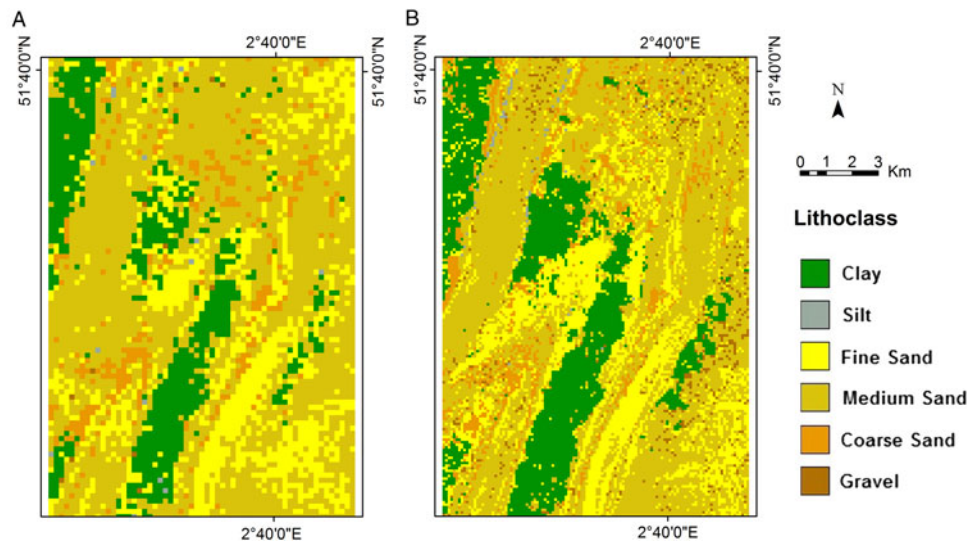 A
B
2°40'0"E
2°40'0"E
51°40'0"N
51°40'0"N
51°40'0"N
51°40'0"N
N
0 1 2 3
Km
Lithoclass
Clay
Silt
Fine Sand
Medium Sand
Coarse Sand
Gravel
2°40'0"E
2°40'0"E